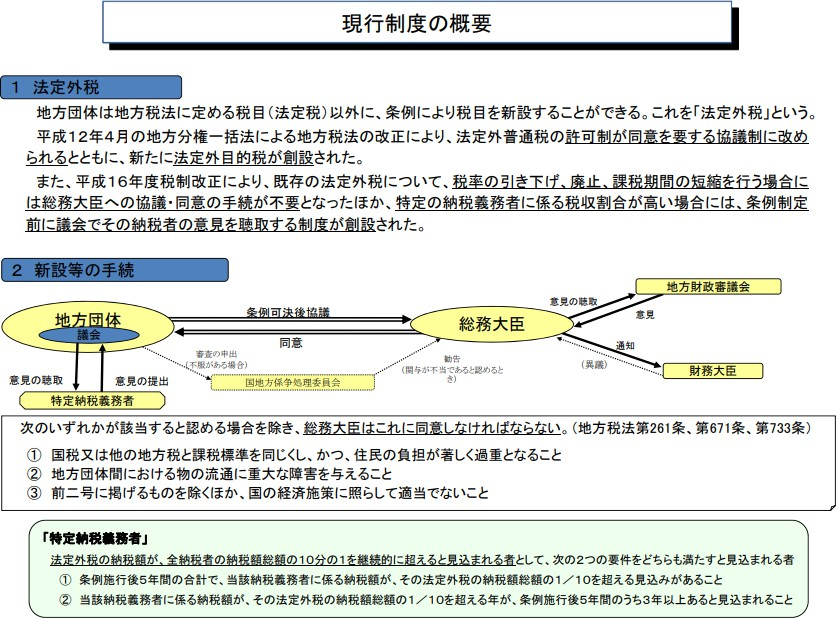 現行制度の概要
1 法定外税
地方団体は地方税法に定める税目(法定税)以外に、条例により税目を新設することができる。これを「法定外税」という。
平成12年4月の地方分権一括法による地方税法の改正により、法定外普通税の許可制が同意を要する協議制に改め
られるとともに、新たに法定外目的税が創設された。
また、平成16年度税制改正により、既存の法定外税について、税率の引き下げ、廃止、課税期間の短縮を行う場合に
は総務大臣への協議・同意の手続が不要となったほか、特定の納税義務者に係る税収割合が高い場合には、条例制定
前に議会でその納税者の意見を聴取する制度が創設された。
2 新設等の手続
地方団体
議会
条例可決後協議
同意
総務大臣
意見の聴取
意見
地方財政審議会
通知
(異議)
財務大臣
審査の申出
(不服がある場合)
国地方係争処理委員会
勧告
(関与が不当であると認めると
き)
意見の聴取
意見の提出
特定納税義務者
次のいずれかが該当すると認める場合を除き、総務大臣はこれに同意しなければならない。(地方税法第261条、第671条、第733条)
① 国税又は他の地方税と課税標準を同じくし、かつ、住民の負担が著しく過重となること
② 地方団体間における物の流通に重大な障害を与えること
③ 前二号に掲げるものを除くほか、国の経済施策に照らして適当でないこと
「特定納税義務者」
法定外税の納税額が、全納税者の納税額総額の10分の1を継続的に超えると見込まれる者として、次の2つの要件をどちらも満たすと見込まれる者
① 条例施行後5年間の合計で、当該納税義務者に係る納税額が、その法定外税の納税額総額の1/10を超える見込みがあること
② 当該納税義務者に係る納税額が、その法定外税の納税額総額の1/10を超える年が、条例施行後5年間のうち3年以上あると見込まれること